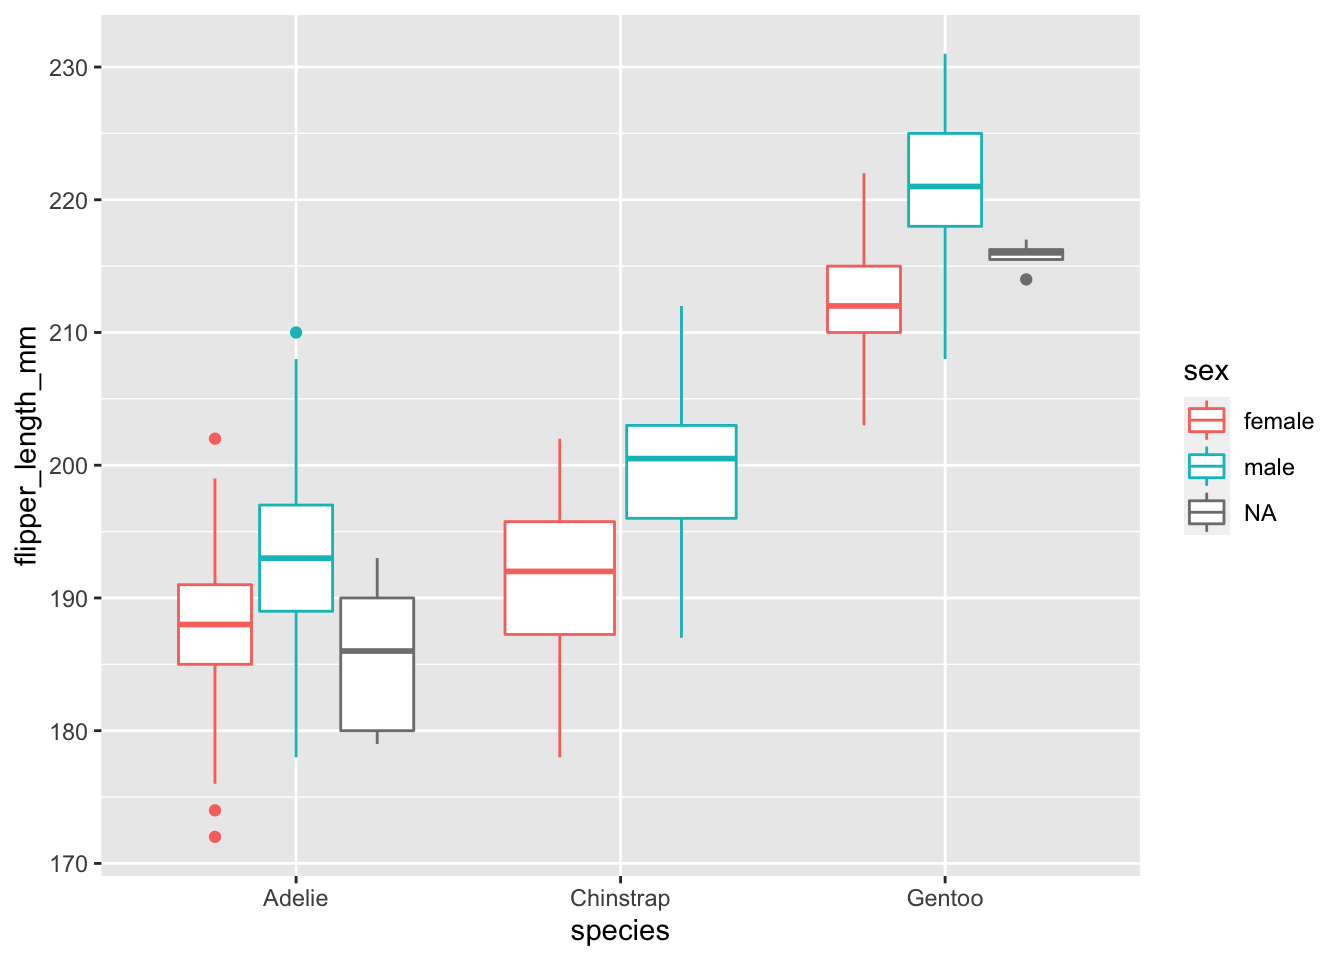 flipper_length_mm
230
220
210
200
190
180
170
Adelie
Chinstrap
Gentoo
species
sex
female
male
NA